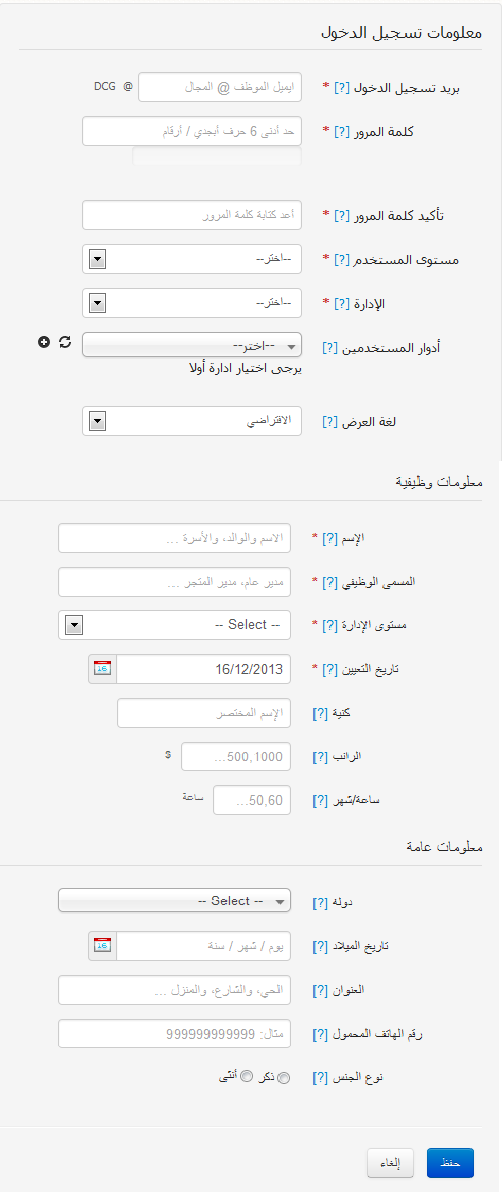 معلومات تسجيل الدخول
بريد تسجيل الدخول [?] * ايميل الموظف @ المجال @ DCG
كلمة المرور [?] * حد أدنى 6 حرف أبجدي / أرقام
تأكيد كلمة المرور [?] * أعد كتابة كلمة المرور
مستوى المستخدم [?] * --اختر--
الإدارة [?] * --اختر--
أدوار المستخدمين [?] --اختر--
يرجى اختيار ادارة أولا
لغة العرض [?] الافتراضي
معلومات وظيفية
الإسم [?] * الاسم والوالد، والأسرة ...
المسمى الوظيفي [?] * مدير عام، مدير المتجر ...
مستوى الإدارة [?] * -- Select --
تاريخ التعيين [?] * 16/12/2013
كنية [?] الإسم المختصر
الراتب [?] 500,1000... $
ساعة/شهر [?] 50,60... ساعة
معلومات عامة
دولة [?] -- Select --
تاريخ الميلاد [?] يوم / شهر / سنة
العنوان [?] الحي، والشارع، والمنزل ...
رقم الهاتف المحمول [?] مثال: 999999999999
نوع الجنس [?] ذكر أنثى
حفظ إلغاء